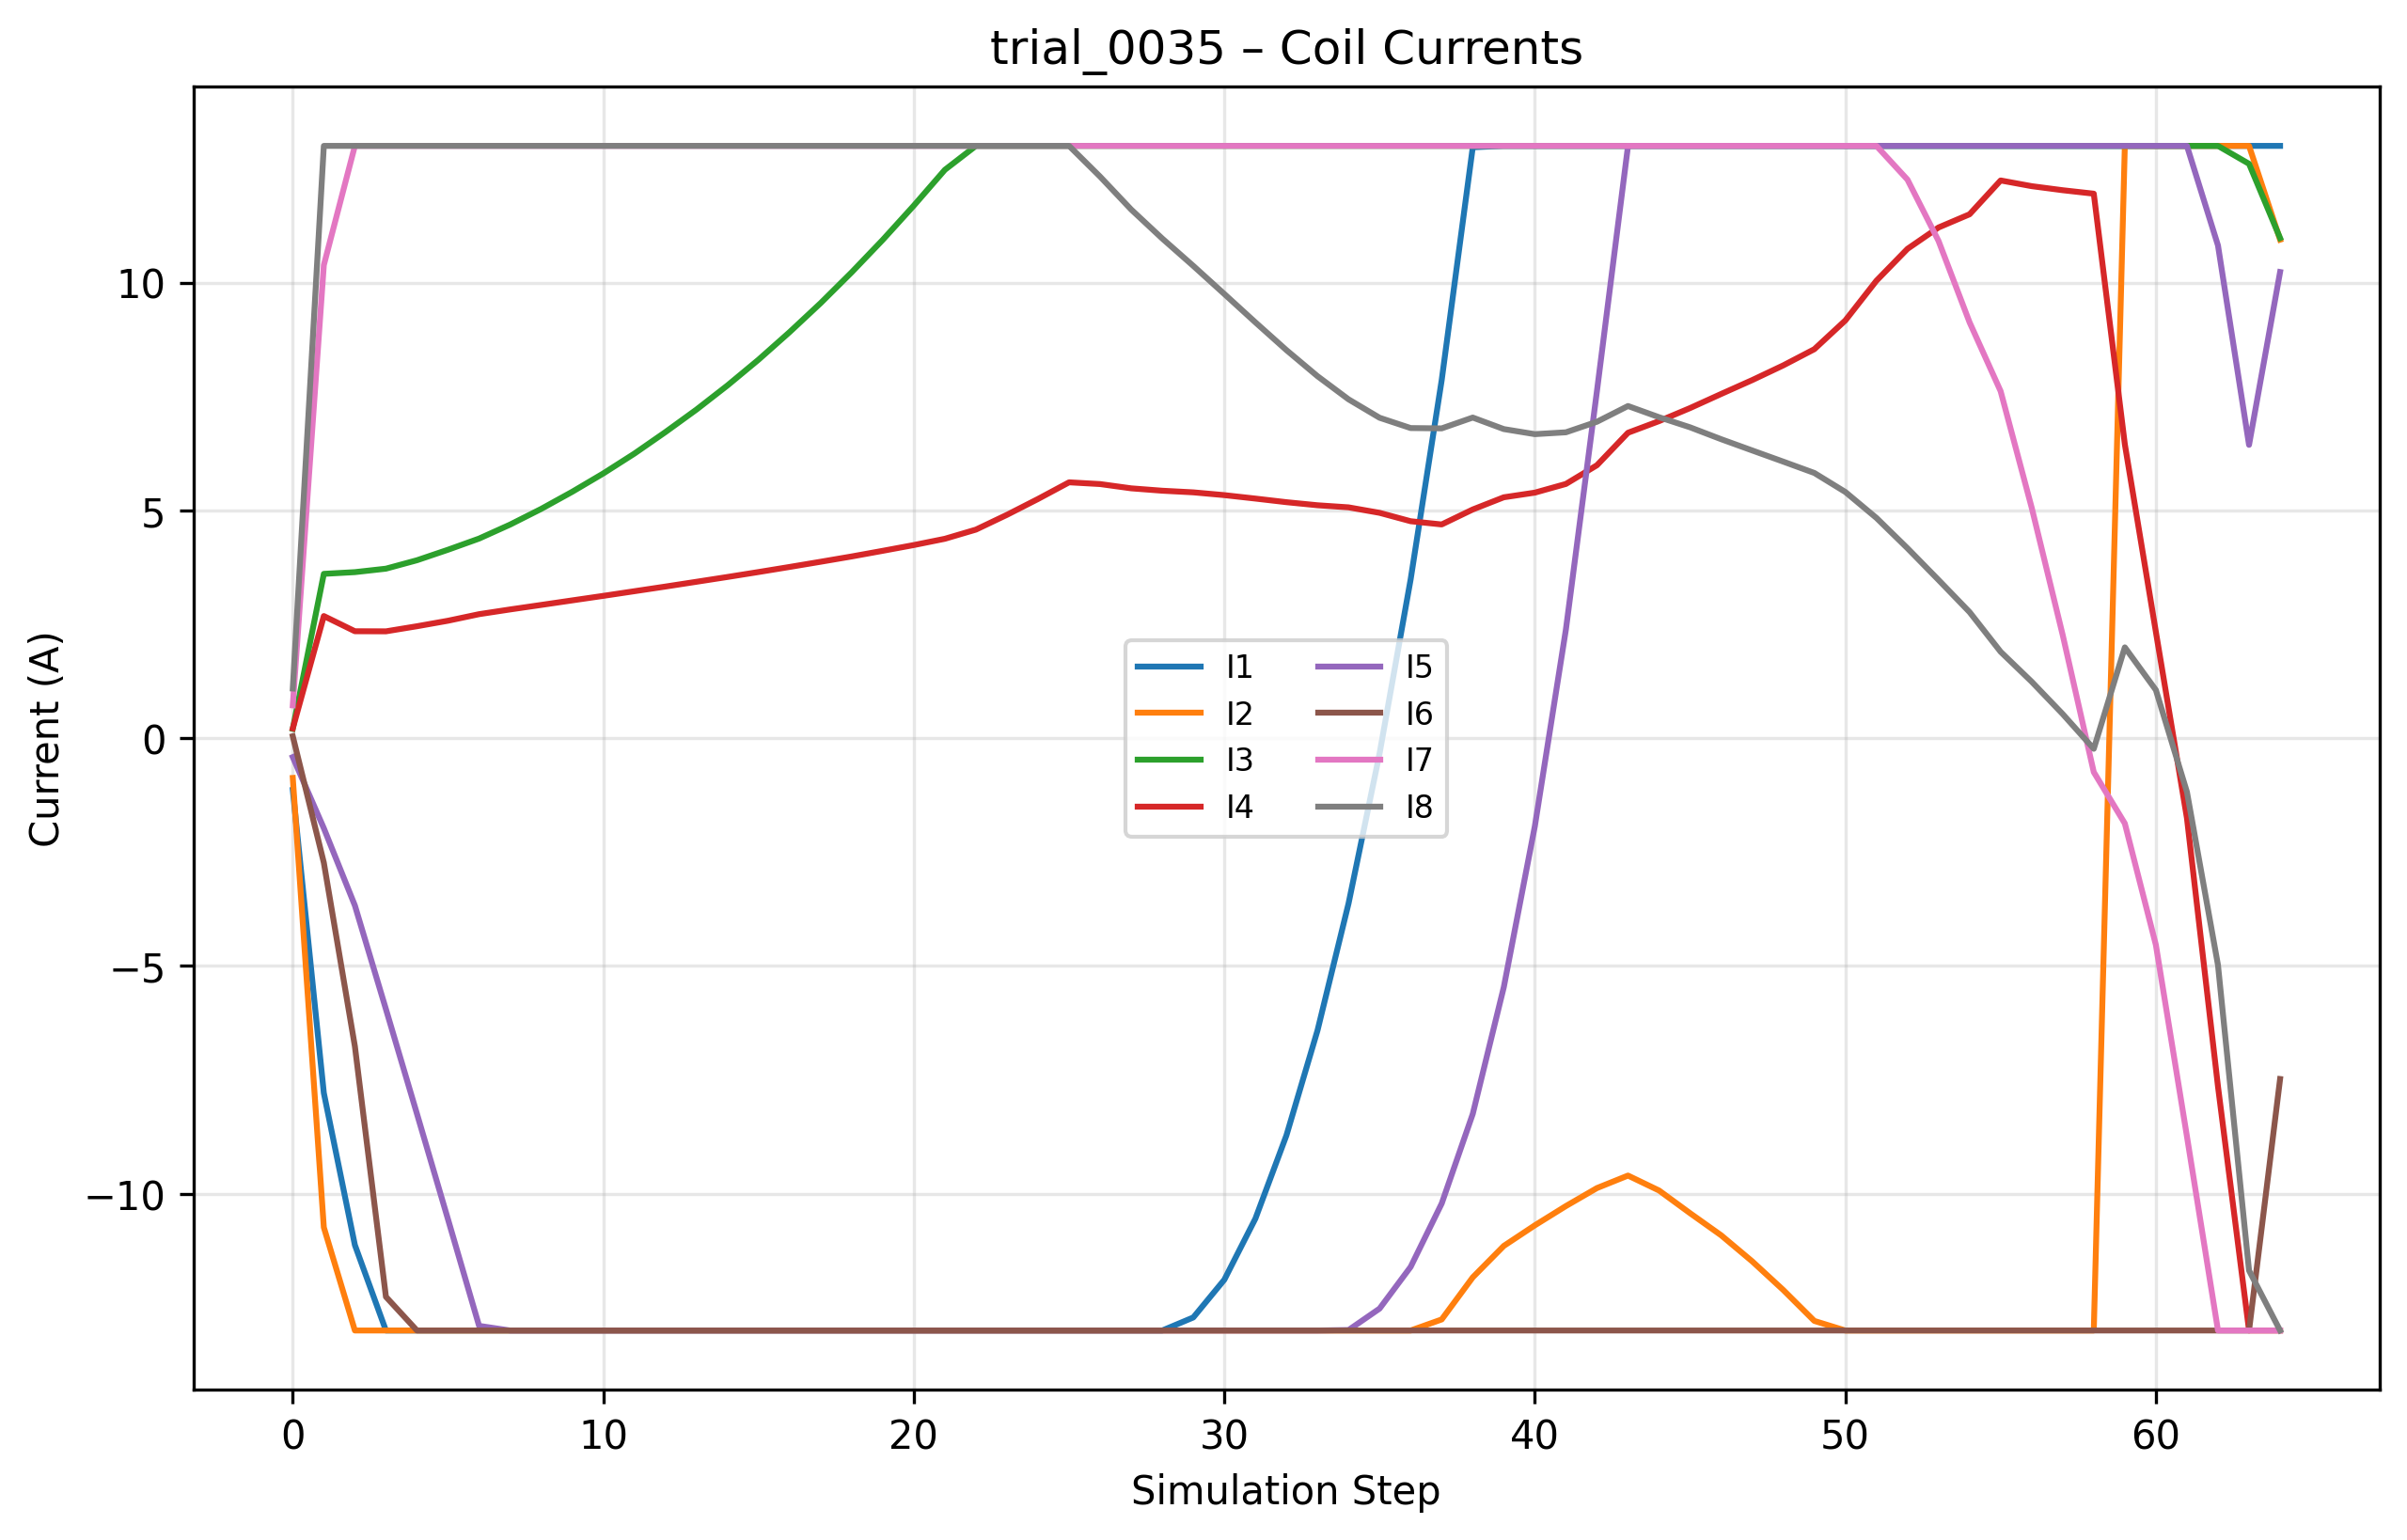 trial_0035 – Coil Currents
Current (A)
10
5
0
−5
−10
I1 I5
I2 I6
I3 I7
I4 I8
0 10 20 30 40 50 60
Simulation Step